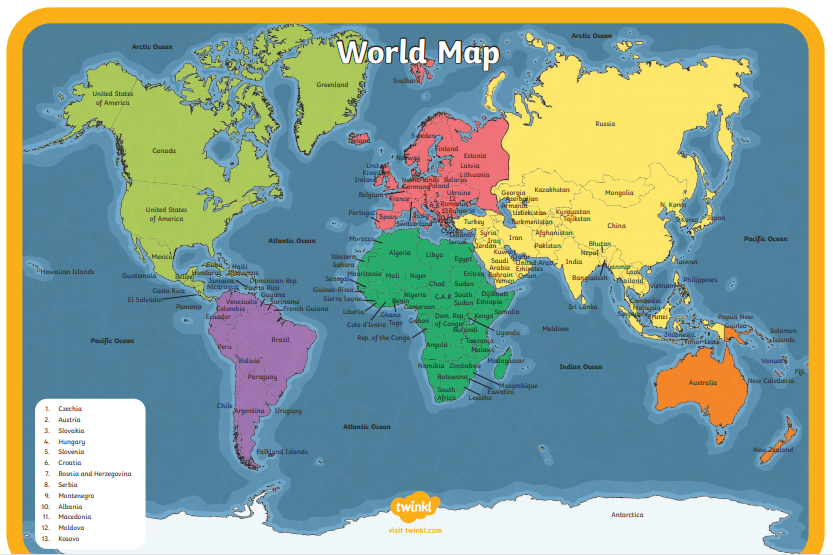 World Map
Arctic Ocean
Arctic Ocean
Greenland
Svalbard
United States
of America
Canada
United States
of America
Mexico
Atlantic Ocean
Hawaiian Islands
Guatemala
Belize
Cuba
Haiti
Bahamas
Honduras
Jamaica
Nicaragua
Dominican Rep.
Puerto Rico
Costa Rica
El Salvador
Panama
Guyana
Suriname
French Guiana
Venezuela
Colombia
Ecuador
Pacific Ocean
Peru
Brazil
Bolivia
Paraguay
Chile
Argentina
Uruguay
Falkland Islands
Atlantic Ocean
Iceland
Sweden
Norway
Finland
Estonia
Latvia
Lithuania
United
Kingdom
Ireland
Netherlands
Belarus
Germany
Poland
Belgium
Ukraine
France
Romania
Bulgaria
Portugal
Spain
Italy
Switzerland
Russia
Georgia
Azerbaijan
Armenia
Kazakhstan
Mongolia
Uzbekistan
Kyrgyzstan
Tajikistan
Turkmenistan
Turkey
China
N. Korea
S. Korea
Japan
Pacific Ocean
Syria
Lebanon
Israel
Iraq
Jordan
Iran
Afghanistan
Pakistan
Kuwait
Qatar
Saudi
Arabia
United Arab
Emirates
Bahrain
Oman
Yemen
Bhutan
Nepal
India
Bangladesh
Myanmar
Laos
Taiwan
Thailand
Vietnam
Philippines
Cambodia
Malaysia
Singapore
Brunei
Sri Lanka
Maldives
Indonesia
Timor-Leste
Papua New
Guinea
Solomon
Islands
Vanuatu
Fiji
New Caledonia
Australia
New Zealand
Indian Ocean
Morocco
Western
Sahara
Algeria
Libya
Egypt
Mauritania
Mali
Niger
Chad
Sudan
Eritrea
Senegal
Guinea-Bissau
Sierra Leone
Liberia
Cote d'Ivoire
Ghana
Togo
Benin
Nigeria
Cameroon
C.A.R
South
Sudan
Djibouti
Ethiopia
Somalia
Gabon
Rep. of the Congo
Dem. Rep
of Congo
Kenya
Uganda
Burundi
Tanzania
Malawi
Angola
Namibia
Zimbabwe
Botswana
Madagascar
Mozambique
Eswatini
Lesotho
South
Africa
1. Czechia
2. Austria
3. Slovakia
4. Hungary
5. Slovenia
6. Croatia
7. Bosnia and Herzegovina
8. Serbia
9. Montenegro
10. Albania
11. Macedonia
12. Moldova
13. Kosovo
twinkl
visit twinkl.com
Antarctica